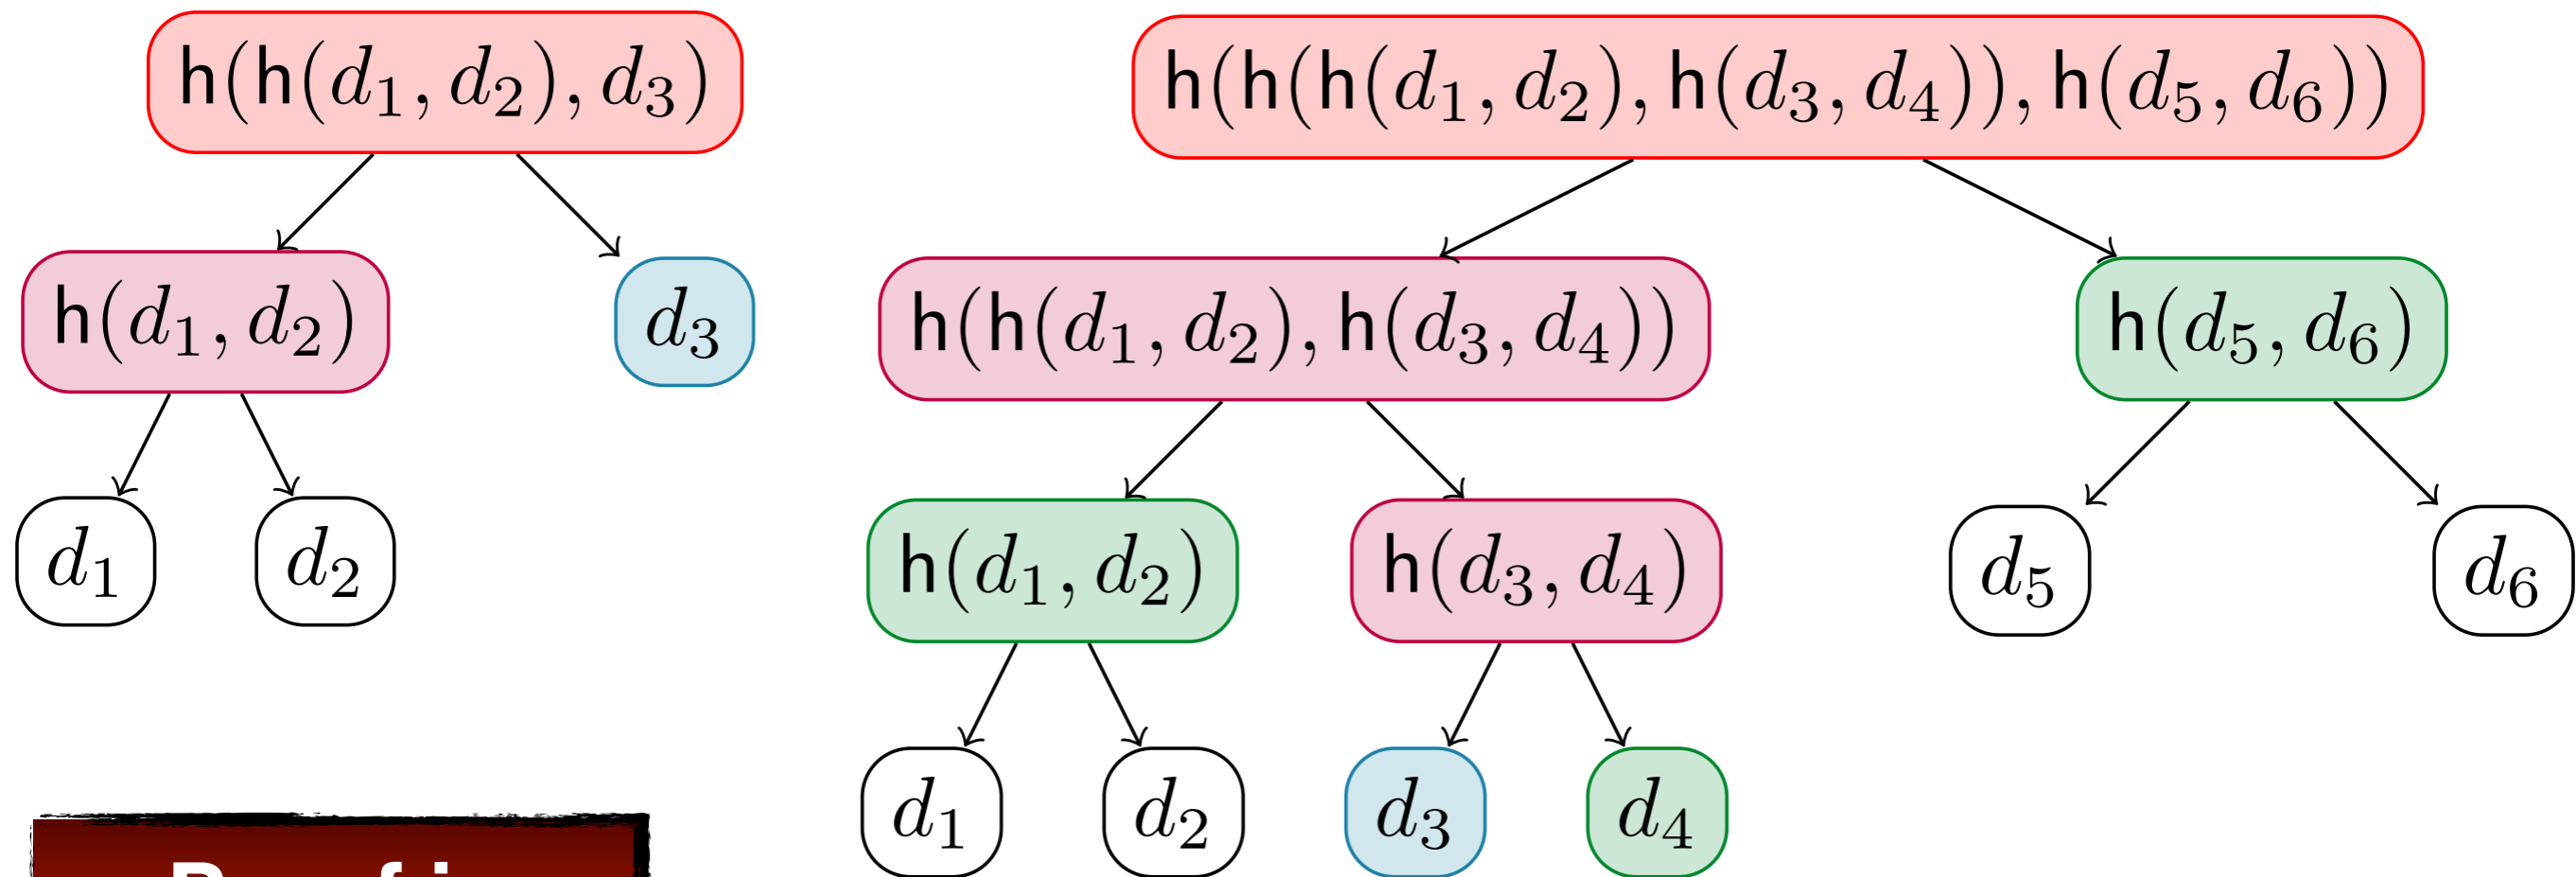 h(h(d₁, d₂), d₃)
h(d₁, d₂)
d₃
d₁
d₂
h(h(h(d₁, d₂), h(d₃, d₄)), h(d₅, d₆))
h(h(d₁, d₂), h(d₃, d₄))
h(d₅, d₆)
h(d₁, d₂)
h(d₃, d₄)
d₅
d₆
d₁
d₂
d₃
d₄